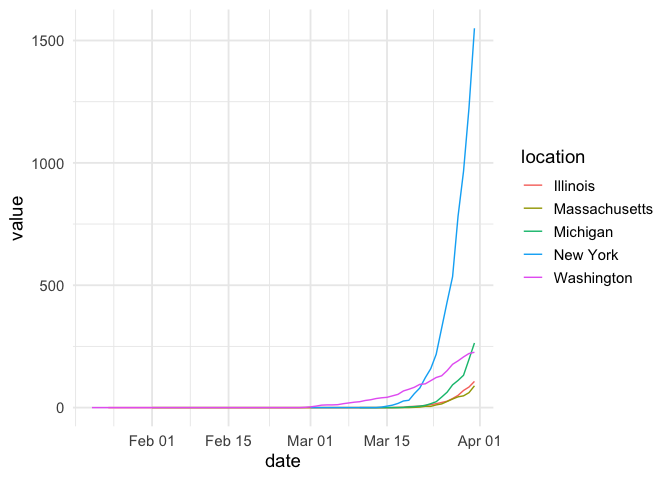 1500
1000
500
0
value
Feb 01 Feb 15 Mar 01 Mar 15 Apr 01
date
location
Illinois
Massachusetts
Michigan
New York
Washington